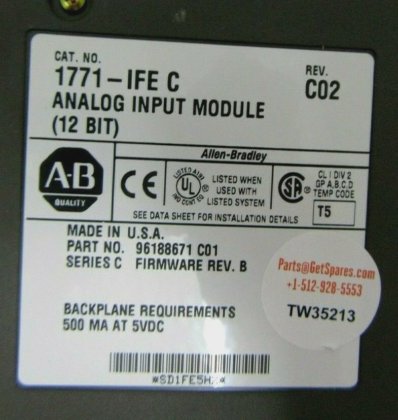 CAT. NO.
1771-IFE C
ANALOG INPUT MODULE
(12 BIT)
REV.
C02
Allen-Bradley
A-B
QUALITY
CE
UL
LISTED WHEN
USED WITH
LISTED SYSTEM
CL I DIV 2
GP A,B,C,D
TEMP CODE
T5
SEE DATA SHEET FOR INSTALLATION DETAILS
MADE IN U.S.A.
PART NO. 96188671 C01
SERIES C FIRMWARE REV. B
BACKPLANE REQUIREMENTS
500 MA AT 5VDC
Parts@GetSpares.com
+1-512-928-5553
TW35213